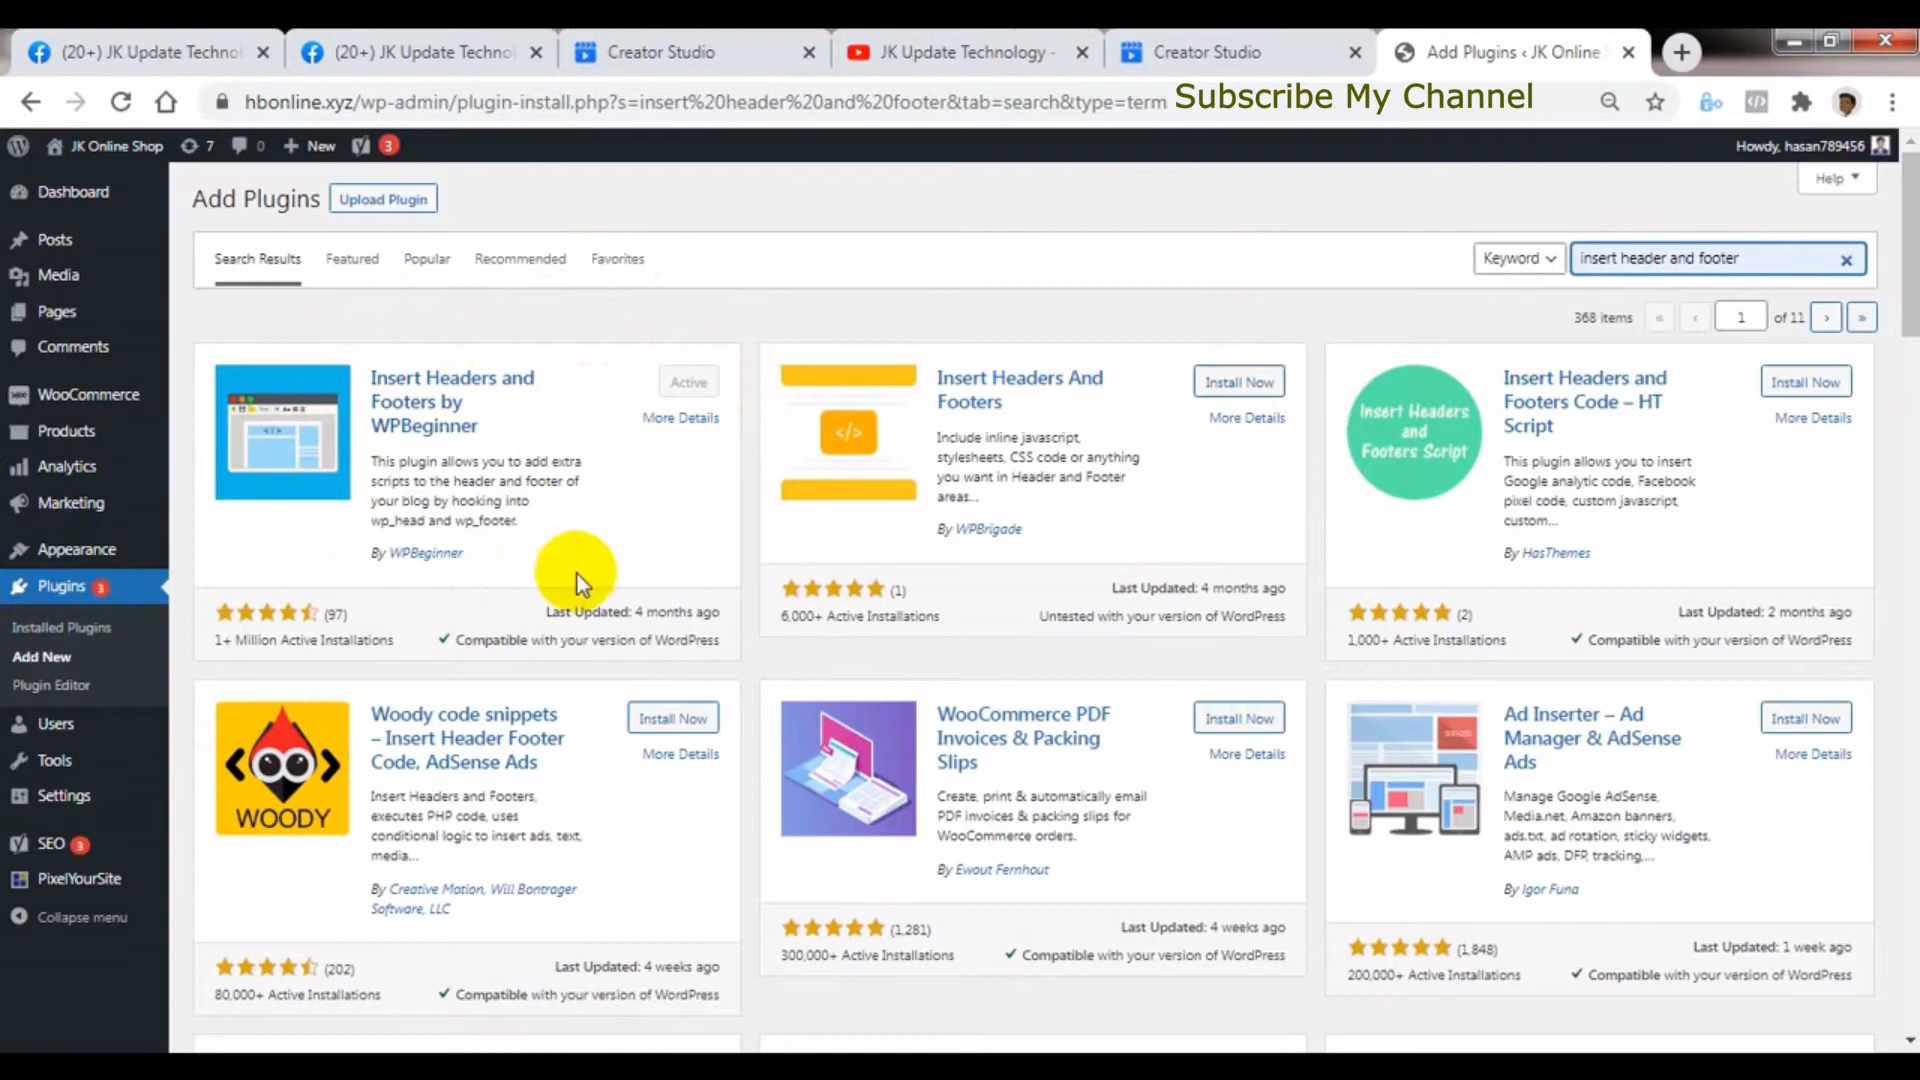 (20+) JK Update Techno
(20+) JK Update Techno
Creator Studio
JK Update Technology -
Creator Studio
Add Plugins ‹ JK Online
hbonline.xyz/wp-admin/plugin-install.php?s=insert%20header%20and%20footer&tab=search&type=term
Subscribe My Channel
JK Online Shop
7
0
New
3
Howdy, hasan789456
Dashboard
Posts
Media
Pages
Comments
WooCommerce
Products
Analytics
Marketing
Appearance
Plugins 3
Installed Plugins
Add New
Plugin Editor
Users
Tools
Settings
SEO 3
PixelYourSite
Collapse menu
Add Plugins
Upload Plugin
Help
Search Results
Featured
Popular
Recommended
Favorites
Keyword
insert header and footer
368 items
«
‹
1
of 11
›
»
Insert Headers and
Footers by
WPBeginner
Active
More Details
This plugin allows you to add extra
scripts to the header and footer of
your blog by hooking into
wp_head and wp_footer.
By WPBeginner
(97)
Last Updated: 4 months ago
1+ Million Active Installations
Compatible with your version of WordPress
Insert Headers And
Footers
Install Now
More Details
Include inline javascript,
stylesheets, CSS code or anything
you want in Header and Footer
areas...
By WPBrigade
(1)
Last Updated: 4 months ago
6,000+ Active Installations
Untested with your version of WordPress
Insert Headers
and
Footers Script
Insert Headers and
Footers Code – HT
Script
Install Now
More Details
This plugin allows you to insert
Google analytic code, Facebook
pixel code, custom javascript,
custom...
By HasThemes
(2)
Last Updated: 2 months ago
1,000+ Active Installations
Compatible with your version of WordPress
WOODY
Woody code snippets
– Insert Header Footer
Code, AdSense Ads
Install Now
More Details
Insert Headers and Footers,
executes PHP code, uses
conditional logic to insert ads, text,
media...
By Creative Motion, Will Bontrager
Software, LLC
(202)
Last Updated: 4 weeks ago
80,000+ Active Installations
Compatible with your version of WordPress
WooCommerce PDF
Invoices & Packing
Slips
Install Now
More Details
Create, print & automatically email
PDF invoices & packing slips for
WooCommerce orders.
By Ewout Fernhout
(1,281)
Last Updated: 4 weeks ago
300,000+ Active Installations
Compatible with your version of WordPress
Ad Inserter – Ad
Manager & AdSense
Ads
Install Now
More Details
Manage Google AdSense,
Media.net, Amazon banners,
ads.txt, ad rotation, sticky widgets,
AMP ads, DFP, tracking,...
By Igor Funa
(1,848)
Last Updated: 1 week ago
200,000+ Active Installations
Compatible with your version of WordPress